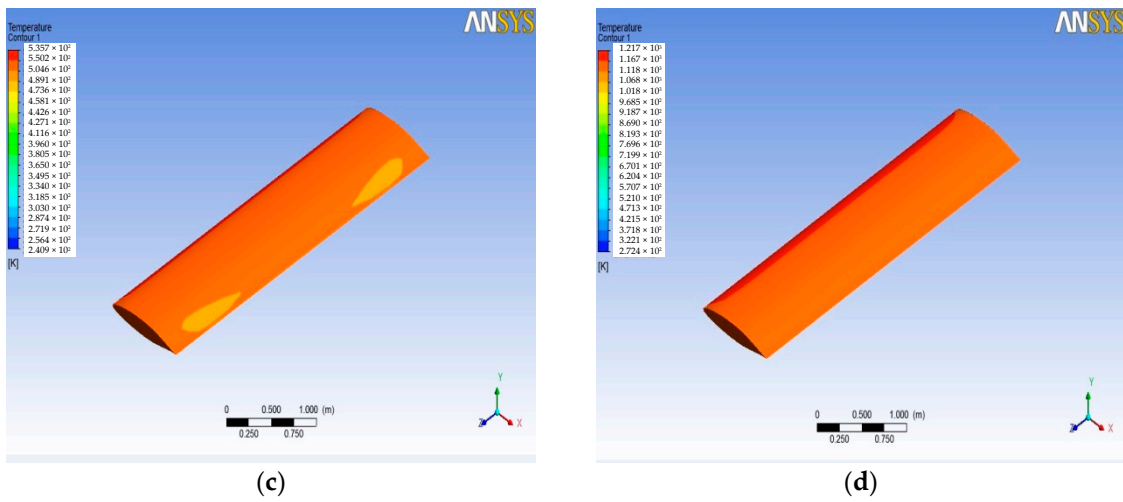 ANSYS
Temperature
Contour 1
5.357 × 10²
5.502 × 10²
5.046 × 10²
4.891 × 10²
4.736 × 10²
4.581 × 10²
4.426 × 10²
4.271 × 10²
4.116 × 10²
3.960 × 10²
3.805 × 10²
3.650 × 10²
3.495 × 10²
3.340 × 10²
3.185 × 10²
3.030 × 10²
2.874 × 10²
2.719 × 10²
2.564 × 10²
2.409 × 10²
[K]
0 0.500 1.000 (m)
0.250 0.750
Y
Z X
(c)
ANSYS
Temperature
Contour 1
1.217 × 10³
1.167 × 10³
1.118 × 10³
1.068 × 10³
1.018 × 10³
9.685 × 10²
9.187 × 10²
8.690 × 10²
8.193 × 10²
7.696 × 10²
7.199 × 10²
6.701 × 10²
6.204 × 10²
5.707 × 10²
5.210 × 10²
4.713 × 10²
4.215 × 10²
3.718 × 10²
3.221 × 10²
2.724 × 10²
[K]
0 0.500 1.000 (m)
0.250 0.750
Y
Z X
(d)